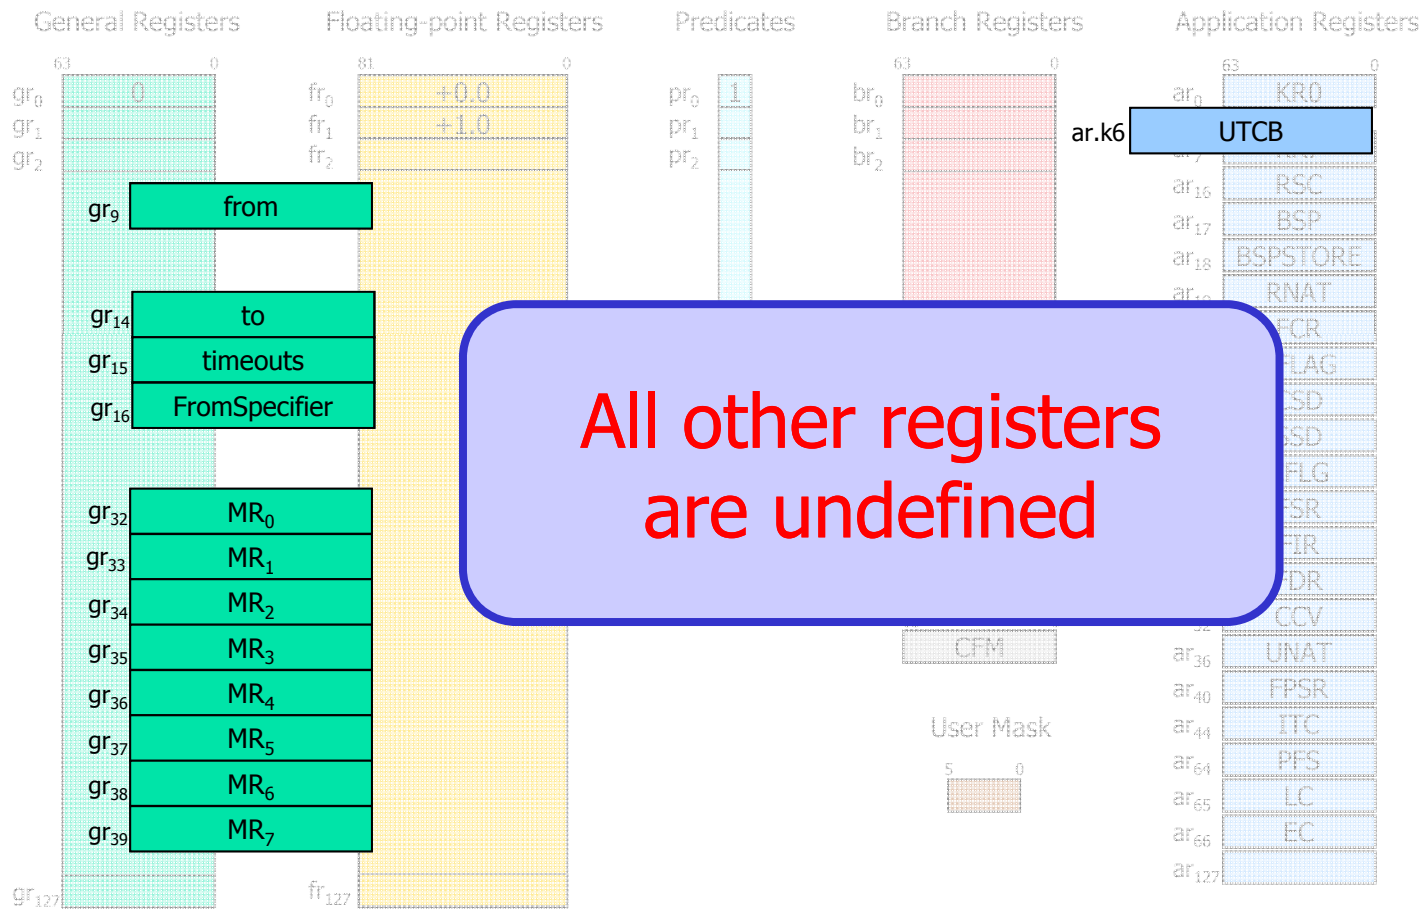 General Registers
Floating-point Registers
Predicates
Branch Registers
Application Registers
63 0
81 0
63 0
63 0
gr0 0
fr0 +0.0
pr0 1
br0
ar0 KR0
gr1
fr1 +1.0
pr1
br1
ar.k6 UTCB
gr2
fr2
pr2
br2
ar16 RSC
gr9 from
ar17 BSP
ar18 BSPSTORE
RNAT
gr14 to
gr15 timeouts
gr16 FromSpecifier
All other registers
are undefined
gr32 MR0
gr33 MR1
gr34 MR2
gr35 MR3
gr36 MR4
gr37 MR5
gr38 MR6
gr39 MR7
CCV
CFM
ar36 UNAT
ar40 FPSR
User Mask
5 0
ar44 ITC
ar64 PFS
ar65 LC
ar66 EC
ar127
gr127
fr127